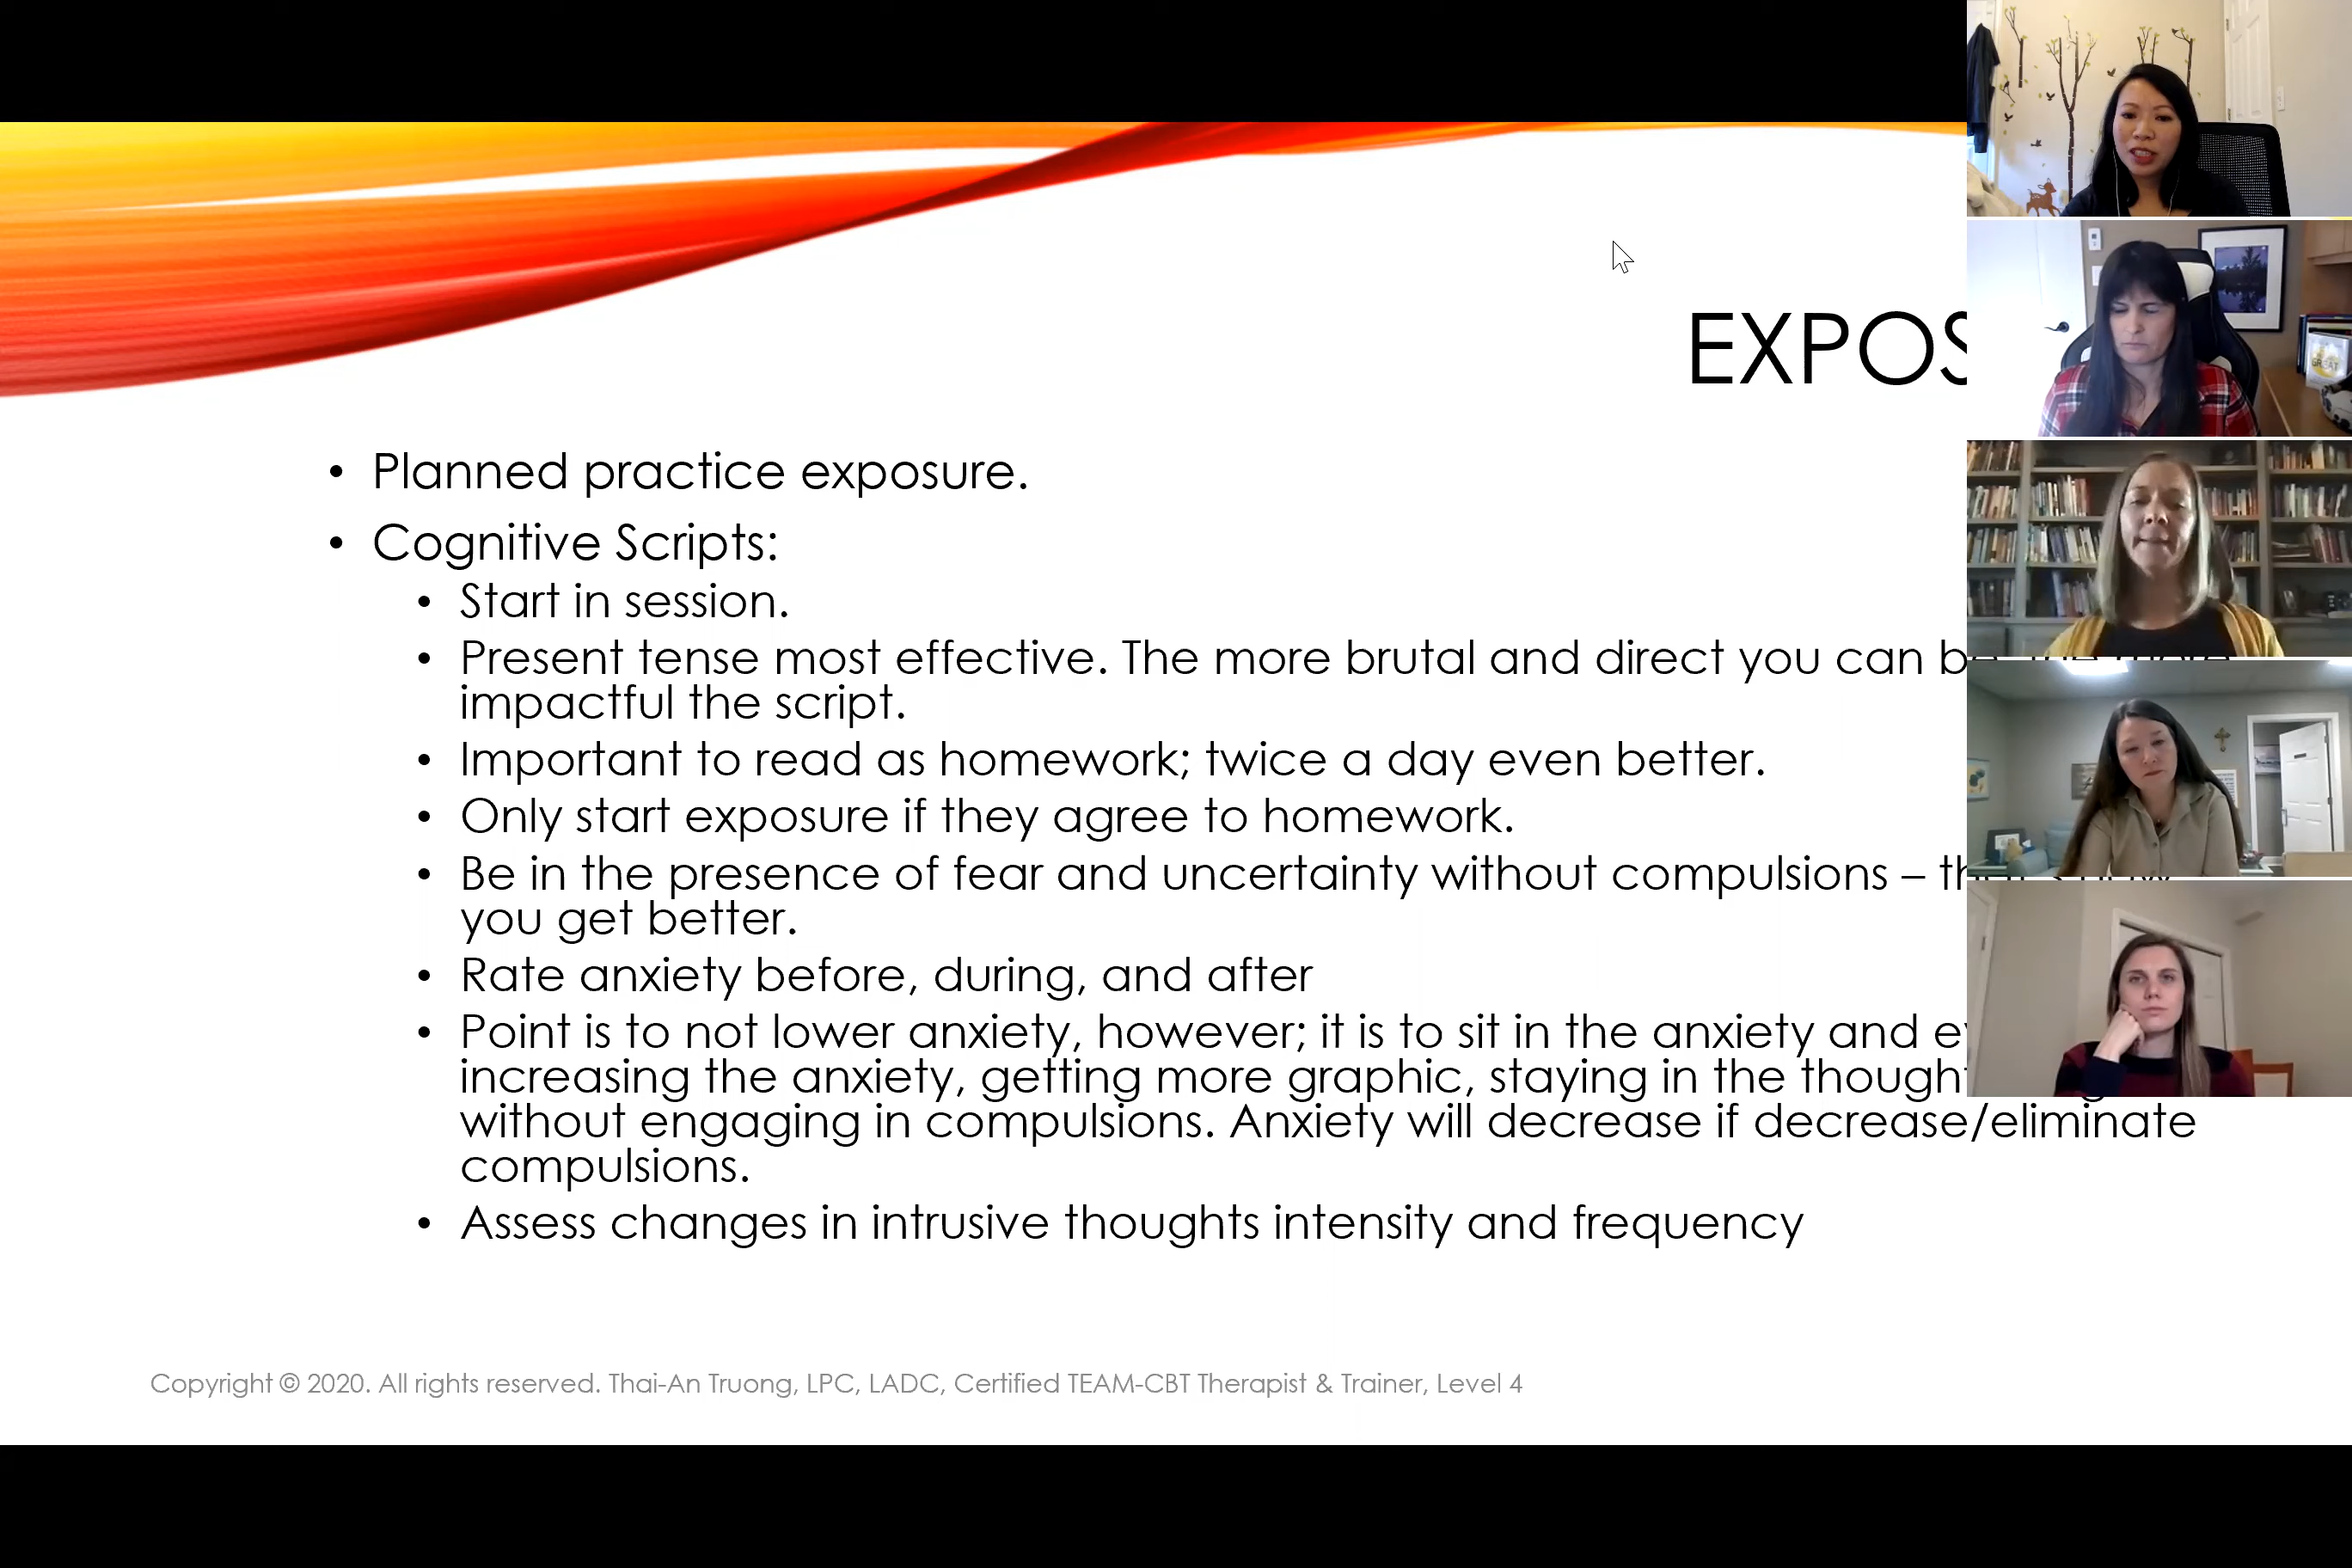 EXPOS
• Planned practice exposure.
• Cognitive Scripts:
• Start in session.
• Present tense most effective. The more brutal and direct you can
impactful the script.
• Important to read as homework; twice a day even better.
• Only start exposure if they agree to homework.
• Be in the presence of fear and uncertainty without compulsions –
you get better.
• Rate anxiety before, during, and after
• Point is to not lower anxiety, however; it is to sit in the anxiety and
increasing the anxiety, getting more graphic, staying in the
without engaging in compulsions. Anxiety will decrease if decrease/eliminate
compulsions.
• Assess changes in intrusive thoughts intensity and frequency
Copyright © 2020. All rights reserved. Thai-An Truong, LPC, LADC, Certified TEAM-CBT Therapist & Trainer, Level 4